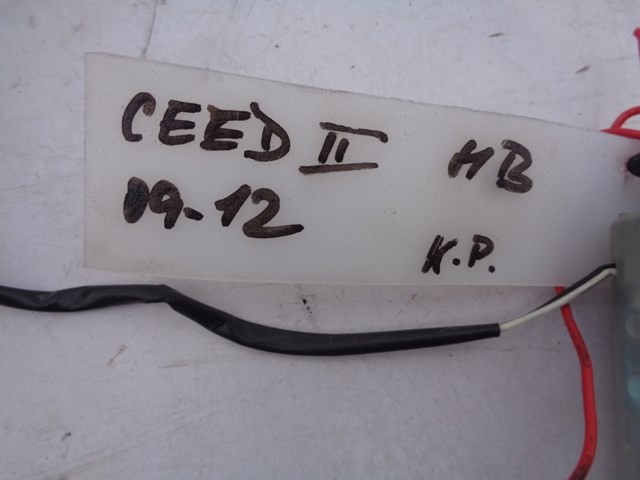 CEED II HB
09-12
K.P.